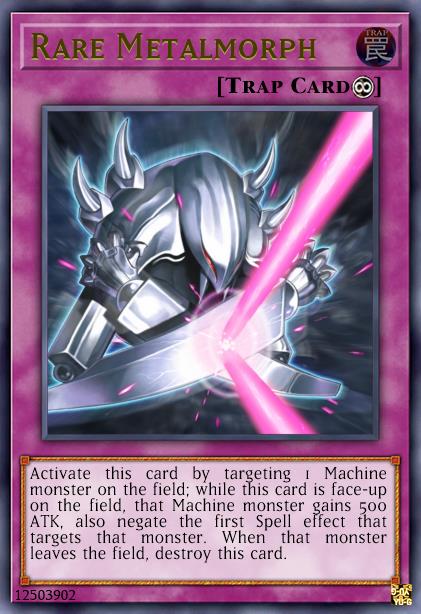 Rare Metalmorph
TRAP
罠
[Trap Card]
Activate this card by targeting 1 Machine
monster on the field; while this card is face-up
on the field, that Machine monster gains 500
ATK, also negate the first Spell effect that
targets that monster. When that monster
leaves the field, destroy this card.
12503902